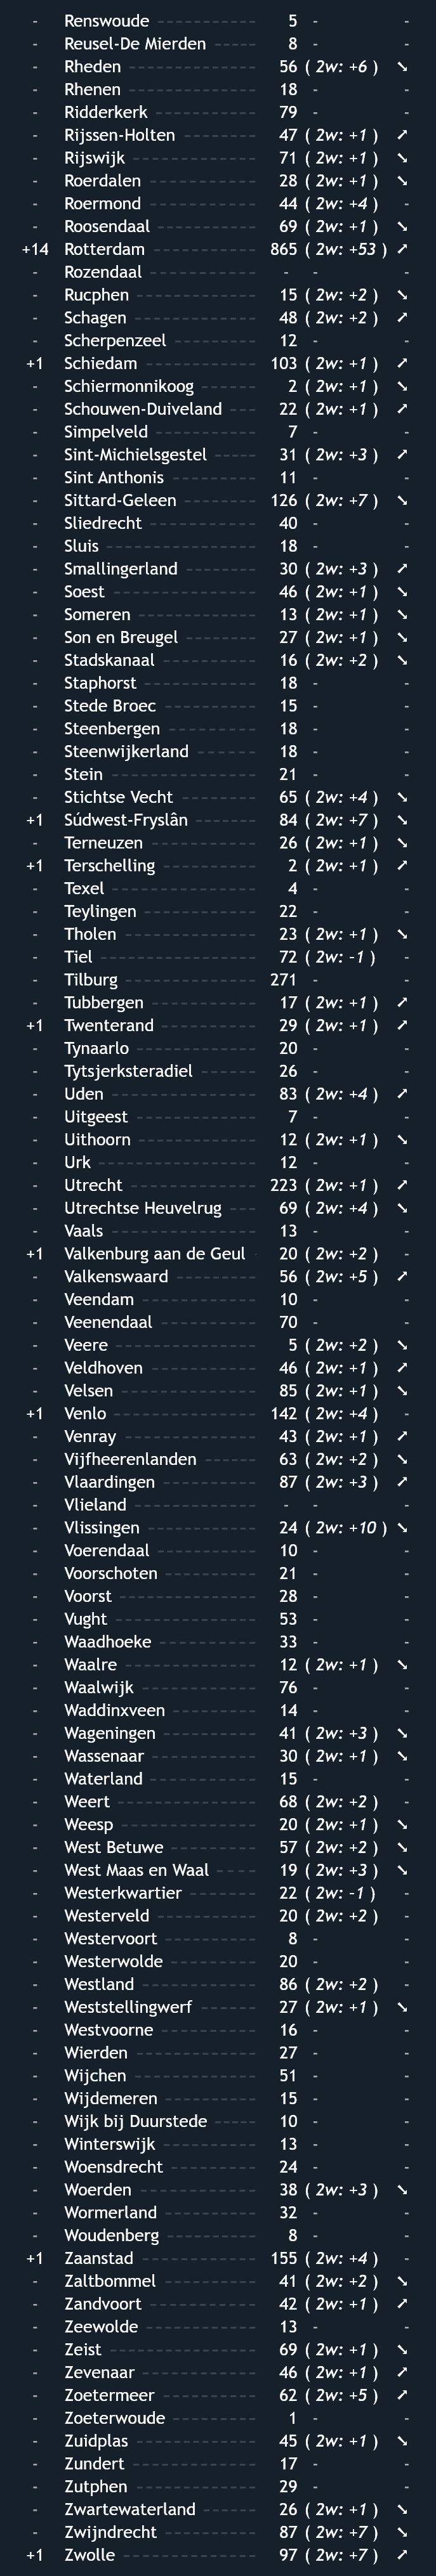 - Renswoude 5 - -
- Reusel-De Mierden 8 - -
- Rheden 56 ( 2w: +6 ) ➘
- Rhenen 18 - -
- Ridderkerk 79 - -
- Rijssen-Holten 47 ( 2w: +1 ) ➚
- Rijswijk 71 ( 2w: +1 ) ➘
- Roerdalen 28 ( 2w: +1 ) ➘
- Roermond 44 ( 2w: +4 ) -
- Roosendaal 69 ( 2w: +1 ) ➘
+14 Rotterdam 865 ( 2w: +53 ) ➚
- Rozendaal - - -
- Rucphen 15 ( 2w: +2 ) ➘
- Schagen 48 ( 2w: +2 ) ➚
- Scherpenzeel 12 - -
+1 Schiedam 103 ( 2w: +1 ) ➚
- Schiermonnikoog 2 ( 2w: +1 ) ➘
- Schouwen-Duiveland 22 ( 2w: +1 ) ➚
- Simpelveld 7 - -
- Sint-Michielsgestel 31 ( 2w: +3 ) ➚
- Sint Anthonis 11 - -
- Sittard-Geleen 126 ( 2w: +7 ) ➘
- Sliedrecht 40 - -
- Sluis 18 - -
- Smallingerland 30 ( 2w: +3 ) ➚
- Soest 46 ( 2w: +1 ) ➘
- Someren 13 ( 2w: +1 ) ➘
- Son en Breugel 27 ( 2w: +1 ) ➘
- Stadskanaal 16 ( 2w: +2 ) ➘
- Staphorst 18 - -
- Stede Broec 15 - -
- Steenbergen 18 - -
- Steenwijkerland 18 - -
- Stein 21 - -
- Stichtse Vecht 65 ( 2w: +4 ) ➘
+1 Súdwest-Fryslân 84 ( 2w: +7 ) ➘
- Terneuzen 26 ( 2w: +1 ) ➘
+1 Terschelling 2 ( 2w: +1 ) ➚
- Texel 4 - -
- Teylingen 22 - -
- Tholen 23 ( 2w: +1 ) ➘
- Tiel 72 ( 2w: -1 ) -
- Tilburg 271 - -
- Tubbergen 17 ( 2w: +1 ) ➚
+1 Twenterand 29 ( 2w: +1 ) ➚
- Tynaarlo 20 - -
- Tytsjerksteradiel 26 - -
- Uden 83 ( 2w: +4 ) ➚
- Uitgeest 7 - -
- Uithoorn 12 ( 2w: +1 ) ➘
- Urk 12 - -
- Utrecht 223 ( 2w: +1 ) ➚
- Utrechtse Heuvelrug 69 ( 2w: +4 ) ➘
- Vaals 13 - -
+1 Valkenburg aan de Geul 20 ( 2w: +2 ) -
- Valkenswaard 56 ( 2w: +5 ) ➚
- Veendam 10 - -
- Veenendaal 70 - -
- Veere 5 ( 2w: +2 ) ➘
- Veldhoven 46 ( 2w: +1 ) ➚
- Velsen 85 ( 2w: +1 ) ➘
+1 Venlo 142 ( 2w: +4 ) -
- Venray 43 ( 2w: +1 ) ➚
- Vijfheerenlanden 63 ( 2w: +2 ) ➘
- Vlaardingen 87 ( 2w: +3 ) ➚
- Vlieland - - -
- Vlissingen 24 ( 2w: +10 ) ➘
- Voerendaal 10 - -
- Voorschoten 21 - -
- Voorst 28 - -
- Vught 53 - -
- Waadhoeke 33 - -
- Waalre 12 ( 2w: +1 ) ➘
- Waalwijk 76 - -
- Waddinxveen 14 - -
- Wageningen 41 ( 2w: +3 ) ➘
- Wassenaar 30 ( 2w: +1 ) ➘
- Waterland 15 - -
- Weert 68 ( 2w: +2 ) -
- Weesp 20 ( 2w: +1 ) ➘
- West Betuwe 57 ( 2w: +2 ) ➘
- West Maas en Waal 19 ( 2w: +3 ) ➘
- Westerkwartier 22 ( 2w: -1 ) -
- Westerveld 20 ( 2w: +2 ) -
- Westervoort 8 - -
- Westerwolde 20 - -
- Westland 86 ( 2w: +2 ) -
- Weststellingwerf 27 ( 2w: +1 ) ➘
- Westvoorne 16 - -
- Wierden 27 - -
- Wijchen 51 - -
- Wijdemeren 15 - -
- Wijk bij Duurstede 10 - -
- Winterswijk 13 - -
- Woensdrecht 24 - -
- Woerden 38 ( 2w: +3 ) ➘
- Wormerland 32 - -
- Woudenberg 8 - -
+1 Zaanstad 155 ( 2w: +4 ) -
- Zaltbommel 41 ( 2w: +2 ) ➘
- Zandvoort 42 ( 2w: +1 ) ➚
- Zeewolde 13 - -
- Zeist 69 ( 2w: +1 ) ➘
- Zevenaar 46 ( 2w: +1 ) ➚
- Zoetermeer 62 ( 2w: +5 ) ➚
- Zoeterwoude 1 - -
- Zuidplas 45 ( 2w: +1 ) ➘
- Zundert 17 - -
- Zutphen 29 - -
- Zwartewaterland 26 ( 2w: +1 ) ➘
- Zwijndrecht 87 ( 2w: +7 ) ➘
+1 Zwolle 97 ( 2w: +7 ) ➚